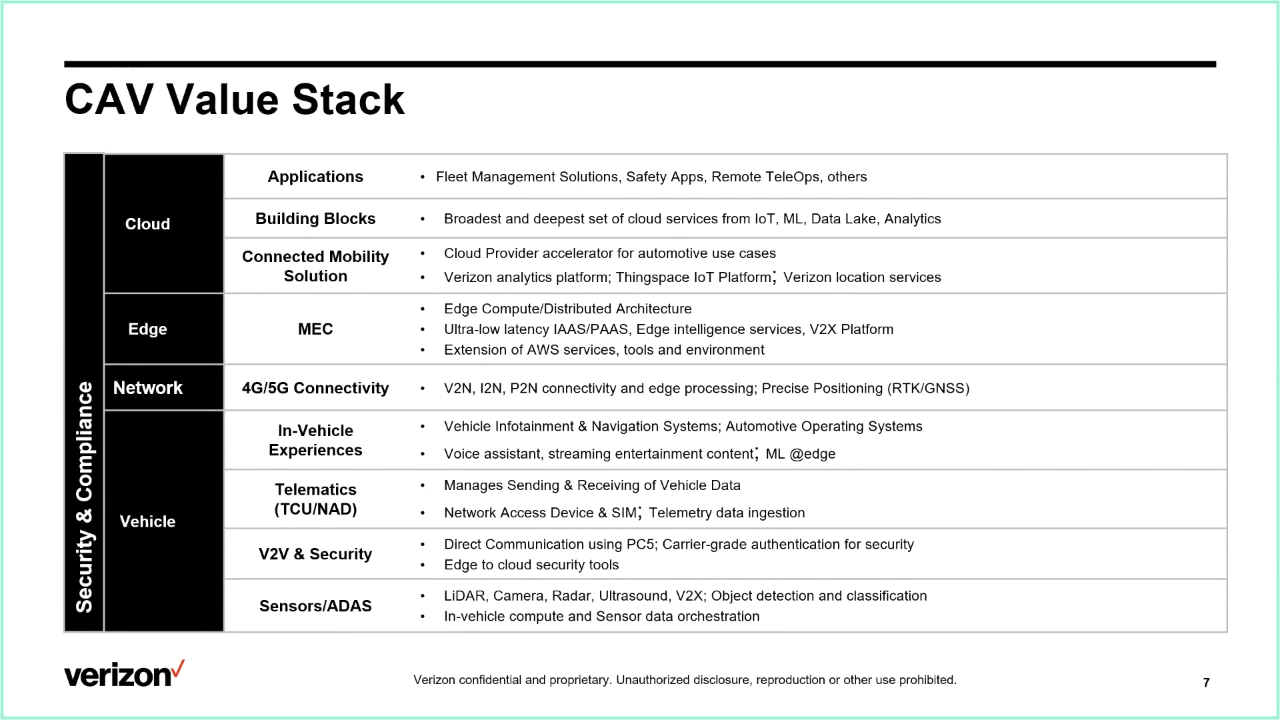 CAV Value Stack
Security & Compliance
Cloud
Applications
• Fleet Management Solutions, Safety Apps, Remote TeleOps, others
Building Blocks
• Broadest and deepest set of cloud services from IoT, ML, Data Lake, Analytics
Connected Mobility
Solution
• Cloud Provider accelerator for automotive use cases
• Verizon analytics platform; Thingspace IoT Platform; Verizon location services
Edge
MEC
• Edge Compute/Distributed Architecture
• Ultra-low latency IAAS/PAAS, Edge intelligence services, V2X Platform
• Extension of AWS services, tools and environment
Network
4G/5G Connectivity
• V2N, I2N, P2N connectivity and edge processing; Precise Positioning (RTK/GNSS)
Vehicle
In-Vehicle
Experiences
• Vehicle Infotainment & Navigation Systems; Automotive Operating Systems
• Voice assistant, streaming entertainment content; ML @edge
Telematics
(TCU/NAD)
• Manages Sending & Receiving of Vehicle Data
• Network Access Device & SIM; Telemetry data ingestion
V2V & Security
• Direct Communication using PC5; Carrier-grade authentication for security
• Edge to cloud security tools
Sensors/ADAS
• LiDAR, Camera, Radar, Ultrasound, V2X; Object detection and classification
• In-vehicle compute and Sensor data orchestration
verizon✓
Verizon confidential and proprietary. Unauthorized disclosure, reproduction or other use prohibited.
7